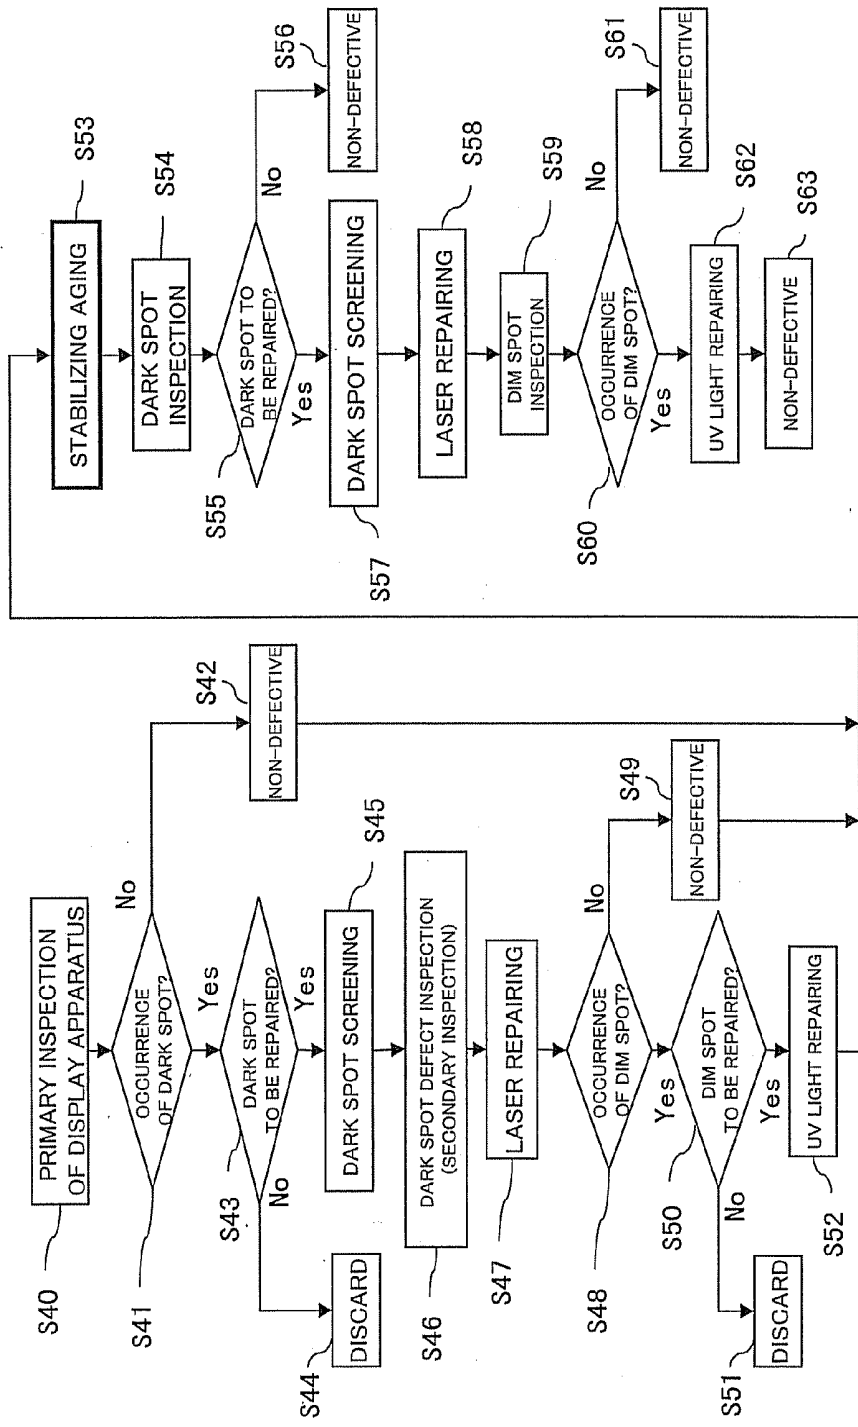 S40
PRIMARY INSPECTION
OF DISPLAY APPARATUS
S41
OCCURRENCE
OF DARK SPOT?
No
Yes
S42
NON-DEFECTIVE
S43
DARK SPOT
TO BE REPAIRED?
No
Yes
S44
DISCARD
S45
DARK SPOT SCREENING
S46
DARK SPOT DEFECT INSPECTION
(SECONDARY INSPECTION)
S47
LASER REPAIRING
S48
OCCURRENCE
OF DIM SPOT?
No
Yes
S49
NON-DEFECTIVE
S50
DIM SPOT
TO BE REPAIRED?
No
Yes
S51
DISCARD
S52
UV LIGHT REPAIRING
S53
STABILIZING AGING
S54
DARK SPOT
INSPECTION
S55
DARK SPOT TO
BE REPAIRED?
No
Yes
S56
NON-DEFECTIVE
S57
DARK SPOT SCREENING
S58
LASER REPAIRING
S59
DIM SPOT
INSPECTION
S60
OCCURRENCE
OF DIM SPOT?
No
Yes
S61
NON-DEFECTIVE
S62
UV LIGHT REPAIRING
S63
NON-DEFECTIVE